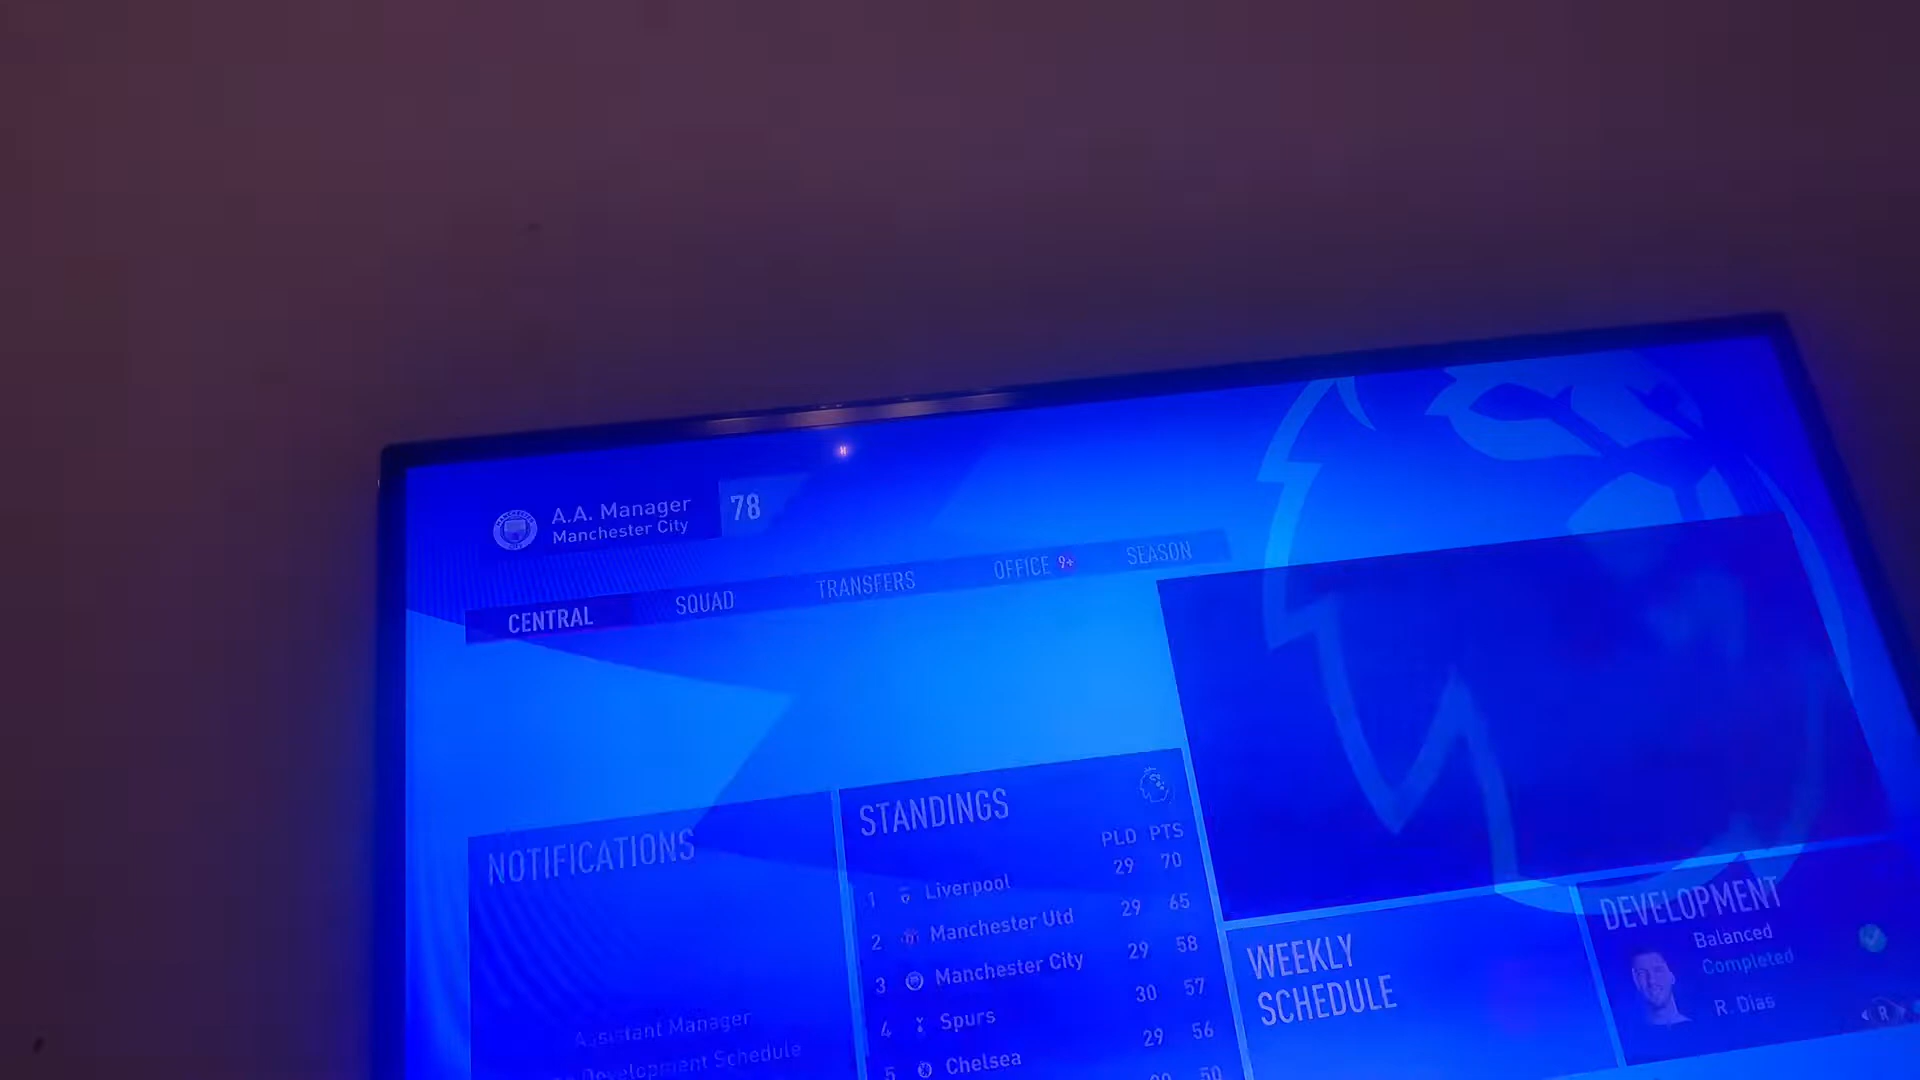 A.A. Manager
Manchester City
78
CENTRAL SQUAD TRANSFERS OFFICE 9+ SEASON
NOTIFICATIONS
Assistant Manager
Development Schedule
STANDINGS
PLD PTS
1 Liverpool 29 70
2 Manchester Utd 29 65
3 Manchester City 29 58
4 Spurs 30 57
5 Chelsea 29 56
50
WEEKLY
SCHEDULE
DEVELOPMENT
Balanced
Completed
R. Dias
R